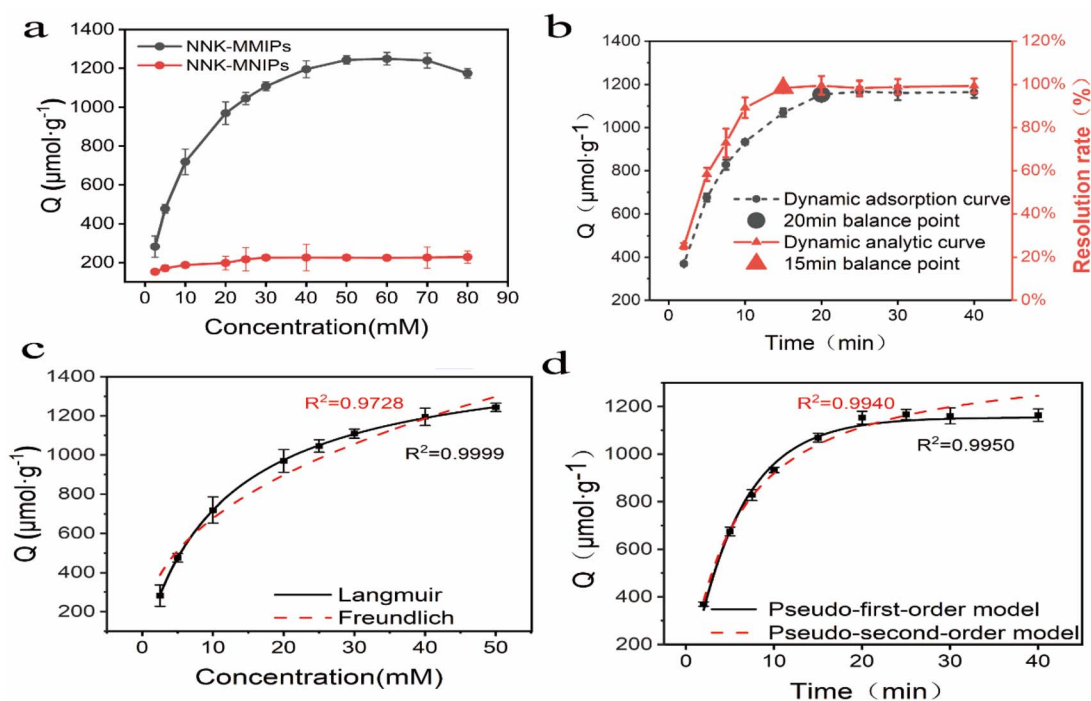 a
1400
1200
1000
800
600
400
200
Q (μmol·g⁻¹)
NNK-MMIPs
NNK-MNIPs
0 10 20 30 40 50 60 70 80 90
Concentration(mM)
b
1400
1200
1000
800
600
400
200
Q（μmol·g⁻¹）
120%
100%
80%
60%
40%
20%
0%
Resolution rate（%）
Dynamic adsorption curve
20min balance point
Dynamic analytic curve
15min balance point
0 10 20 30 40
Time（min）
c
1400
1200
1000
800
600
400
200
Q (μmol·g⁻¹)
R²=0.9728
R²=0.9999
Langmuir
Freundlich
0 10 20 30 40 50
Concentration(mM)
d
1200
1000
800
600
400
200
Q（μmol·g⁻¹）
R²=0.9940
R²=0.9950
Pseudo-first-order model
Pseudo-second-order model
0 10 20 30 40
Time（min）